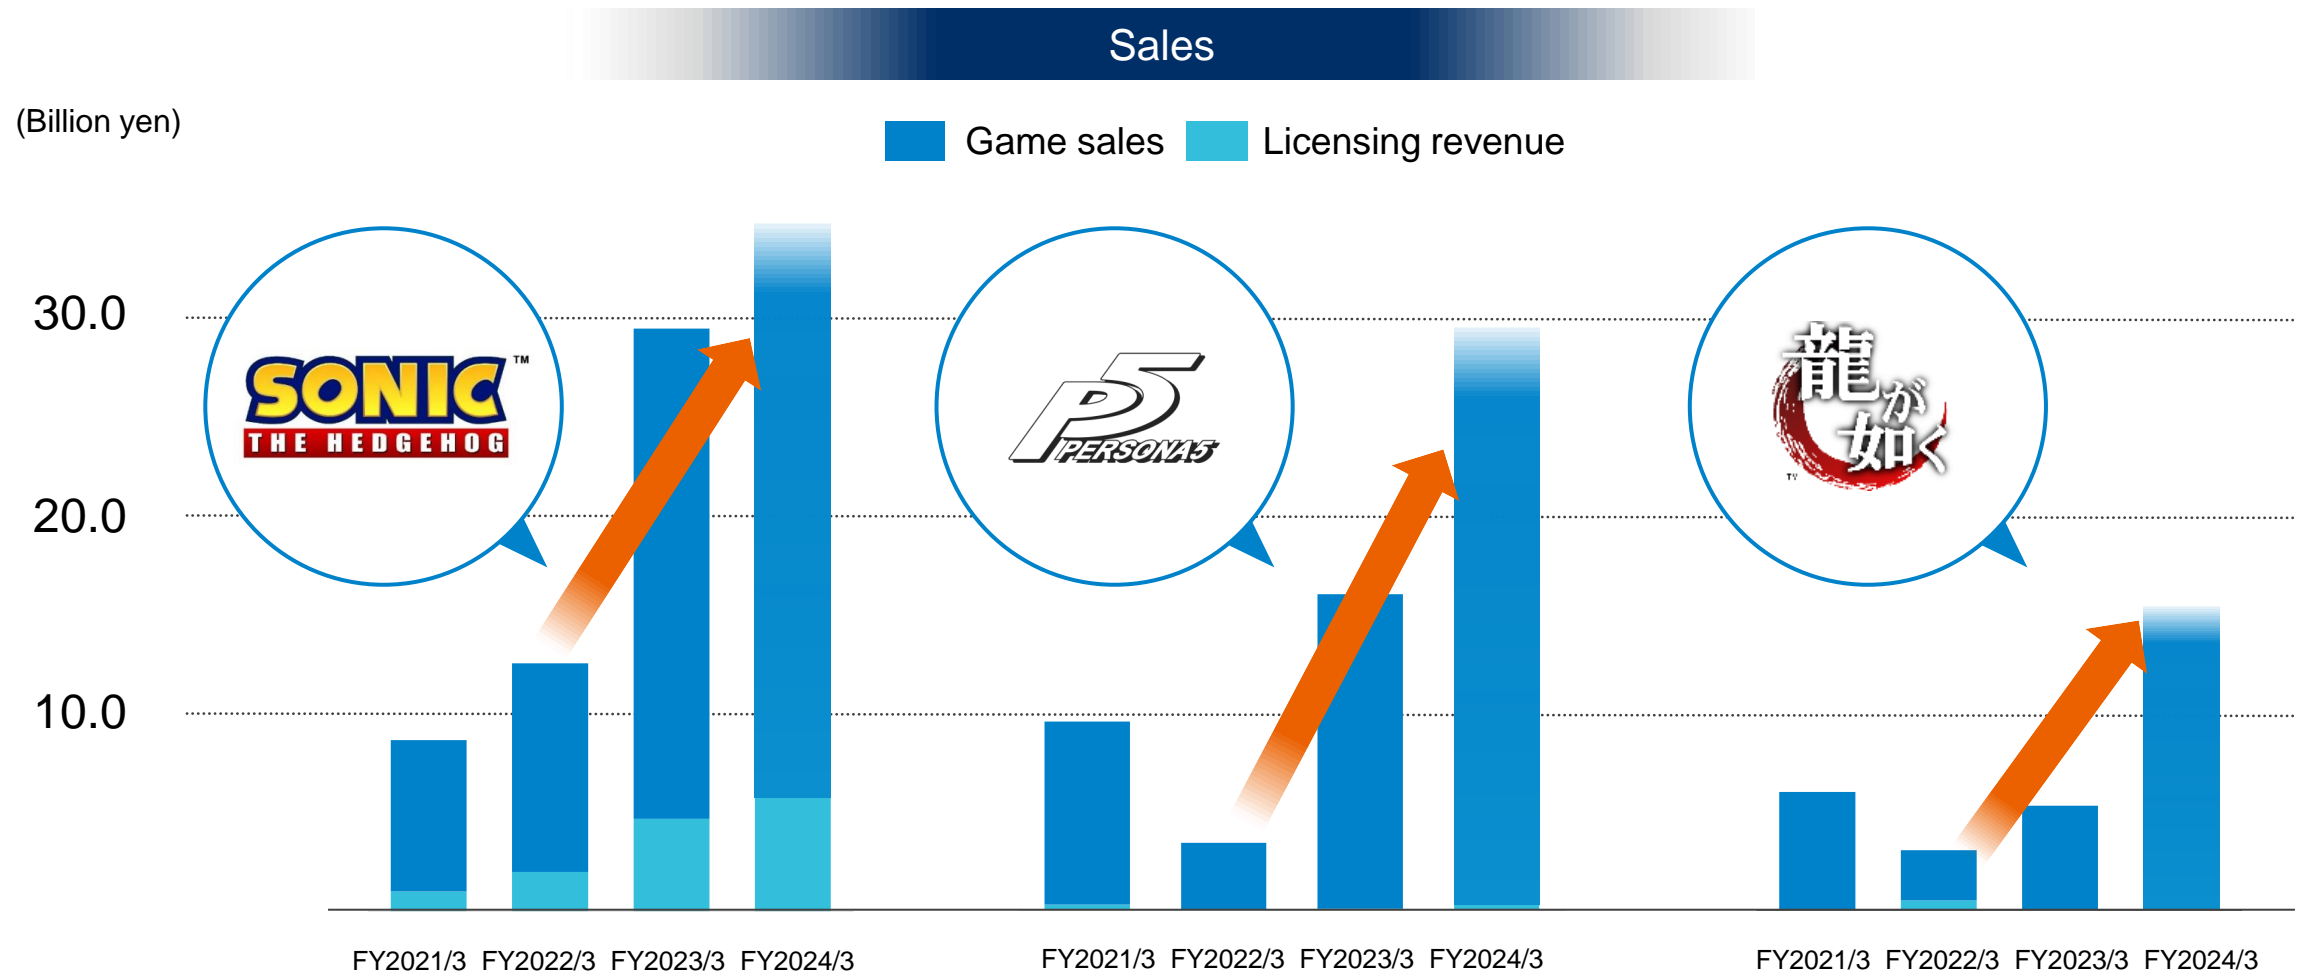 Sales
(Billion yen)
Game sales
Licensing revenue
30.0
20.0
10.0
SONIC™
THE HEDGEHOG
P5
PERSONA5
龍が
如く
TM
FY2021/3 FY2022/3 FY2023/3 FY2024/3
FY2021/3 FY2022/3 FY2023/3 FY2024/3
FY2021/3 FY2022/3 FY2023/3 FY2024/3